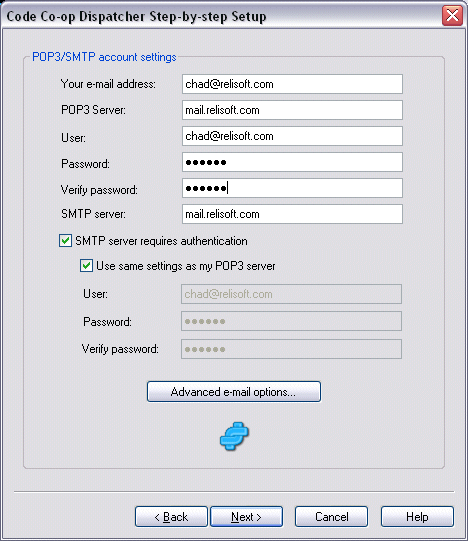 Code Co-op Dispatcher Step-by-step Setup
POP3/SMTP account settings
Your e-mail address: chad@relisoft.com
POP3 Server: mail.relisoft.com
User: chad@relisoft.com
Password: ●●●●●●
Verify password: ●●●●●●
SMTP server: mail.relisoft.com
SMTP server requires authentication
Use same settings as my POP3 server
User: chad@relisoft.com
Password: ●●●●●●
Verify password: ●●●●●●
Advanced e-mail options...
< Back Next > Cancel Help